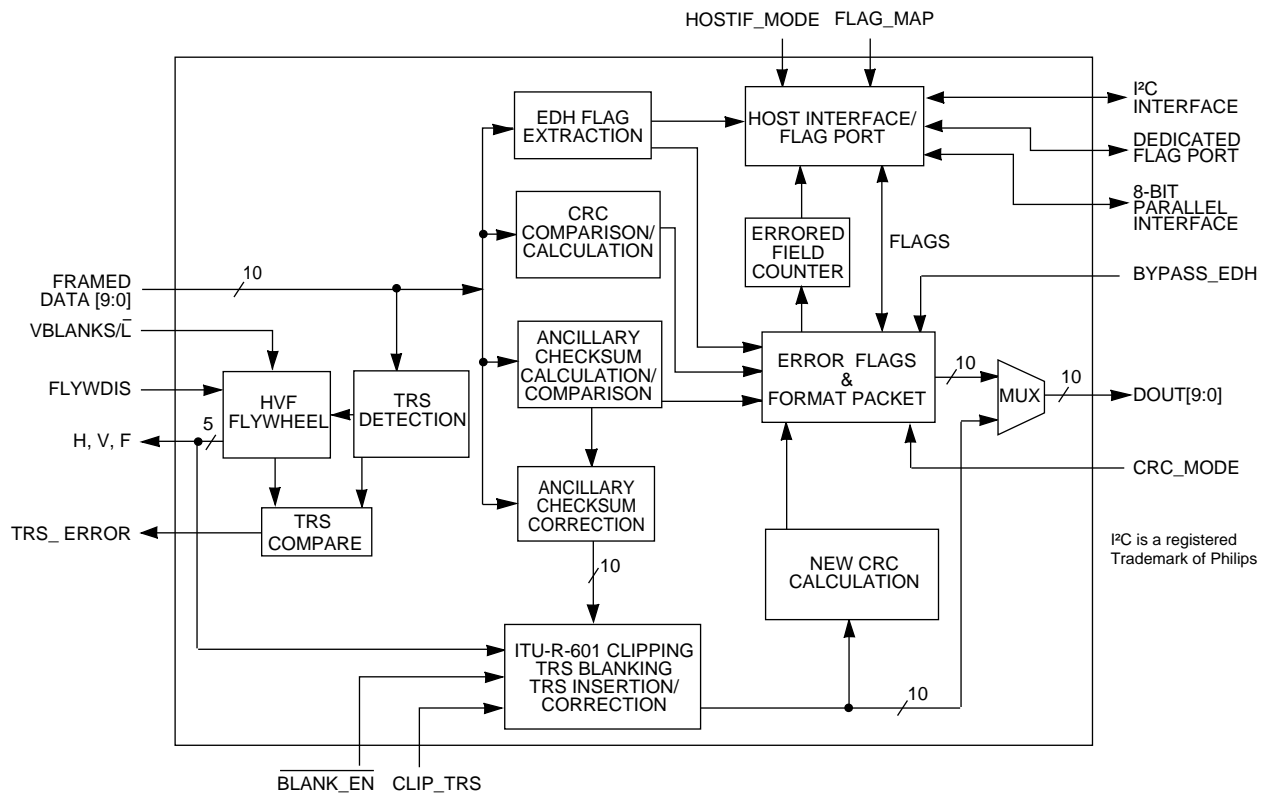 HOSTIF_MODE
FLAG_MAP
EDH FLAG
EXTRACTION
HOST INTERFACE/
FLAG PORT
I²C
INTERFACE
DEDICATED
FLAG PORT
8-BIT
PARALLEL
INTERFACE
CRC
COMPARISON/
CALCULATION
ERRORED
FIELD
COUNTER
FLAGS
FRAMED
DATA [9:0]
10
BYPASS_EDH
VBLANKS/L̅
ANCILLARY
CHECKSUM
CALCULATION/
COMPARISON
ERROR FLAGS
&
FORMAT PACKET
10
MUX
10
DOUT[9:0]
FLYWDIS
HVF
FLYWHEEL
TRS
DETECTION
5
H, V, F
CRC_MODE
ANCILLARY
CHECKSUM
CORRECTION
TRS_ ERROR
TRS
COMPARE
10
NEW CRC
CALCULATION
I²C is a registered
Trademark of Philips
ITU-R-601 CLIPPING
TRS BLANKING
TRS INSERTION/
CORRECTION
10
B̅L̅A̅N̅K̅_̅E̅N̅
CLIP_TRS